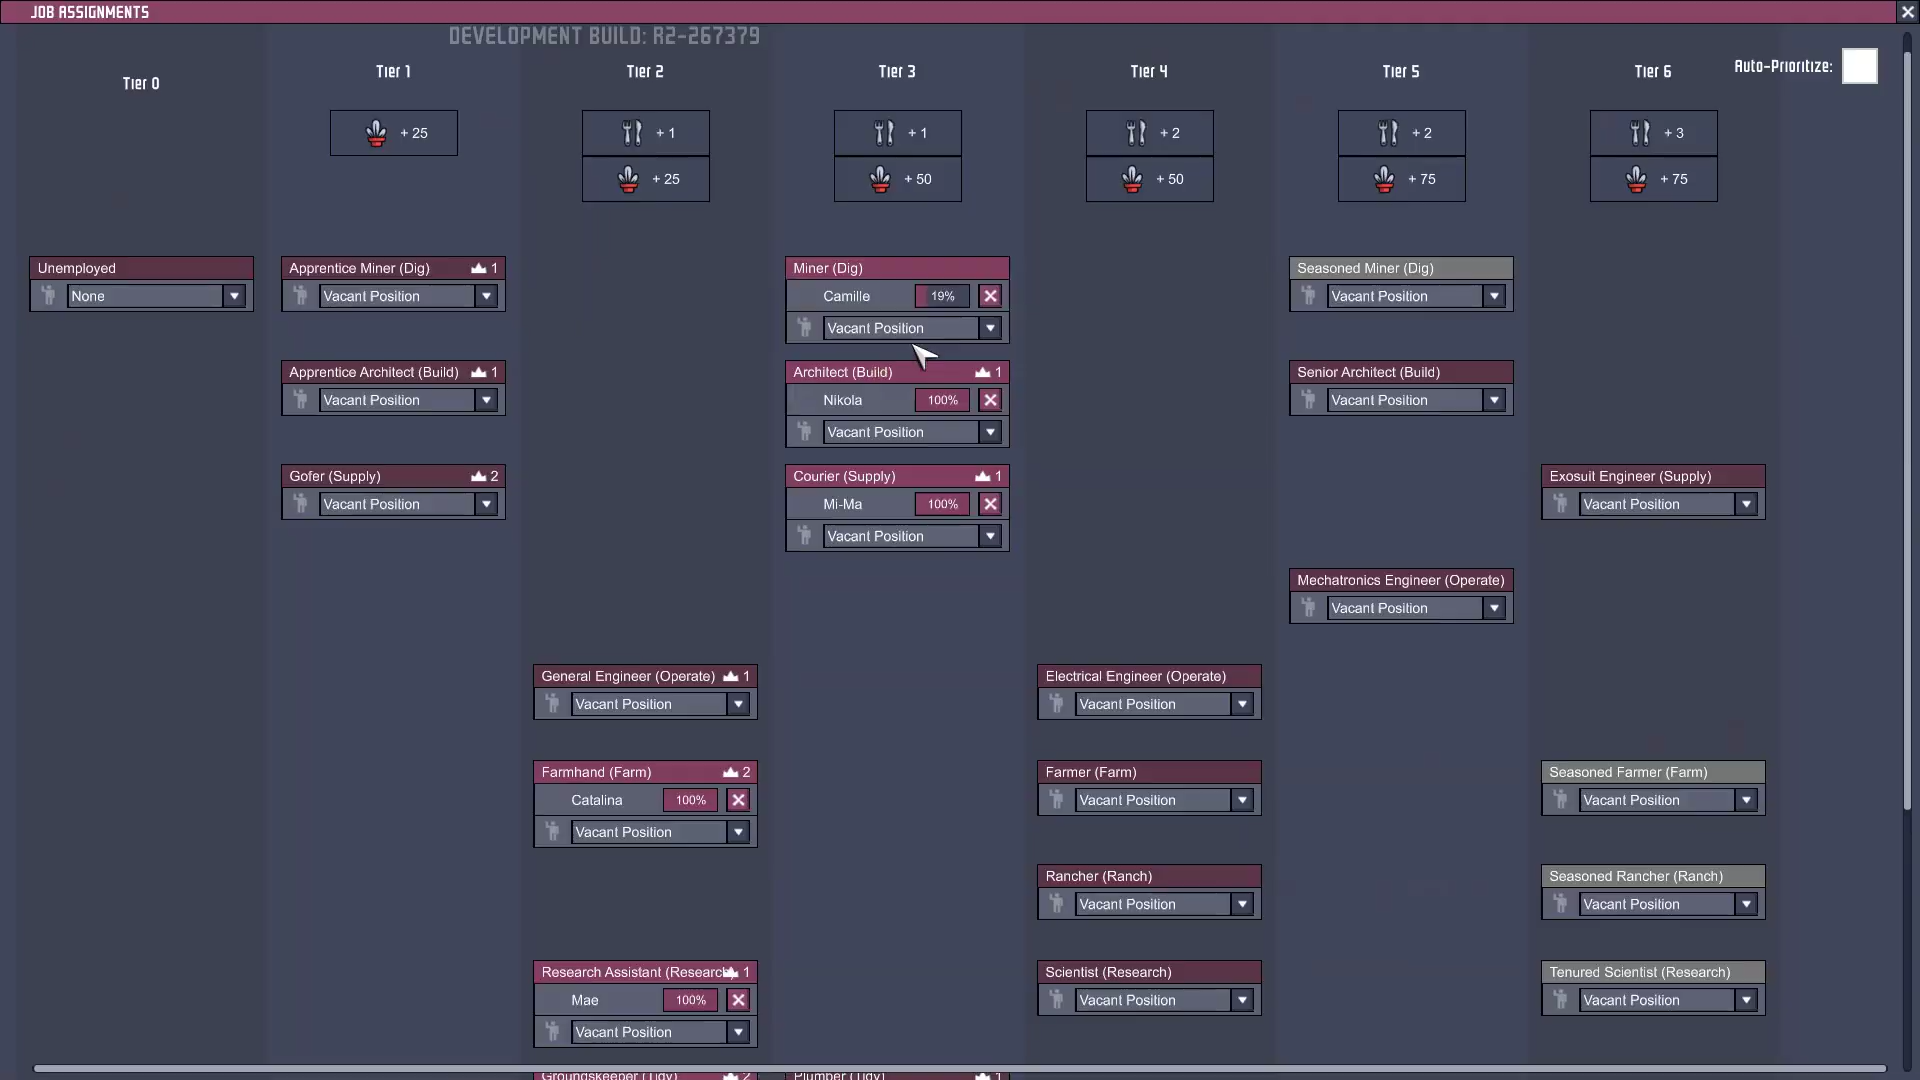 JOB ASSIGNMENTS
DEVELOPMENT BUILD: R2-267379
Tier 0
Tier 1
Tier 2
Tier 3
Tier 4
Tier 5
Tier 6
Auto-Prioritize:
+ 25
+ 1
+ 1
+ 2
+ 2
+ 3
+ 25
+ 50
+ 50
+ 75
+ 75
Unemployed
None
Apprentice Miner (Dig) 1
Vacant Position
Miner (Dig)
Camille 19%
Vacant Position
Seasoned Miner (Dig)
Vacant Position
Apprentice Architect (Build) 1
Vacant Position
Architect (Build) 1
Nikola 100%
Vacant Position
Senior Architect (Build)
Vacant Position
Gofer (Supply) 2
Vacant Position
Courier (Supply) 1
Mi-Ma 100%
Vacant Position
Exosuit Engineer (Supply)
Vacant Position
Mechatronics Engineer (Operate)
Vacant Position
General Engineer (Operate) 1
Vacant Position
Electrical Engineer (Operate)
Vacant Position
Farmhand (Farm) 2
Catalina 100%
Vacant Position
Farmer (Farm)
Vacant Position
Seasoned Farmer (Farm)
Vacant Position
Rancher (Ranch)
Vacant Position
Seasoned Rancher (Ranch)
Vacant Position
Research Assistant (Research) 1
Mae 100%
Vacant Position
Scientist (Research)
Vacant Position
Tenured Scientist (Research)
Vacant Position
Groundskeeper (Tidy) 2
Plumber (Tidy) 1